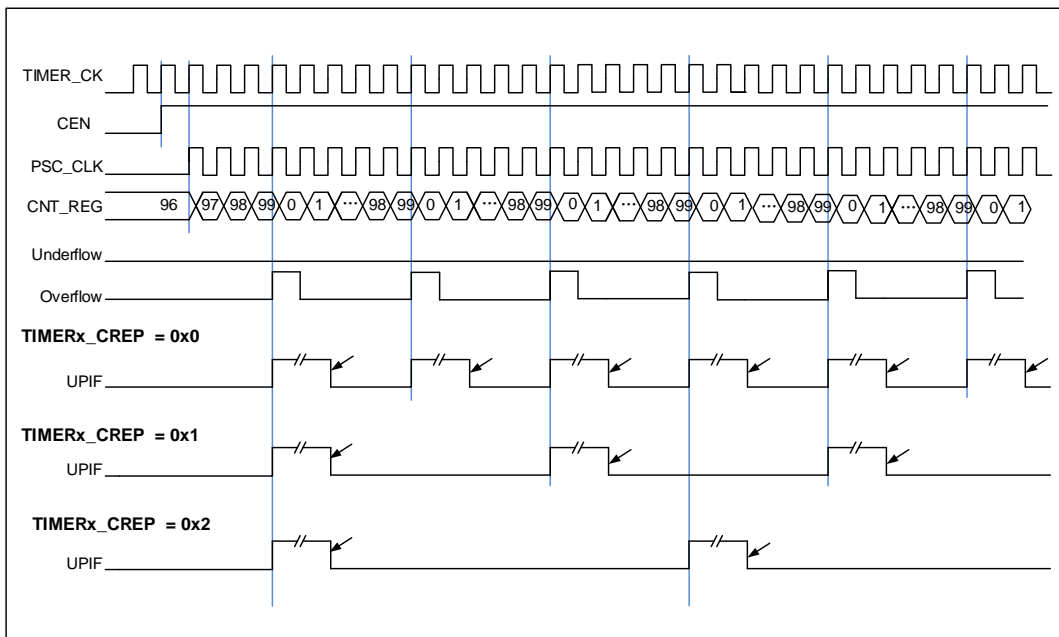 TIMER_CK
CEN
PSC_CLK
CNT_REG 96 97 98 99 0 1 ... 98 99 0 1 ... 98 99 0 1 ... 98 99 0 1 ... 98 99 0 1 ... 98 99 0 1
Underflow
Overflow
TIMERx_CREP = 0x0
UPIF
TIMERx_CREP = 0x1
UPIF
TIMERx_CREP = 0x2
UPIF